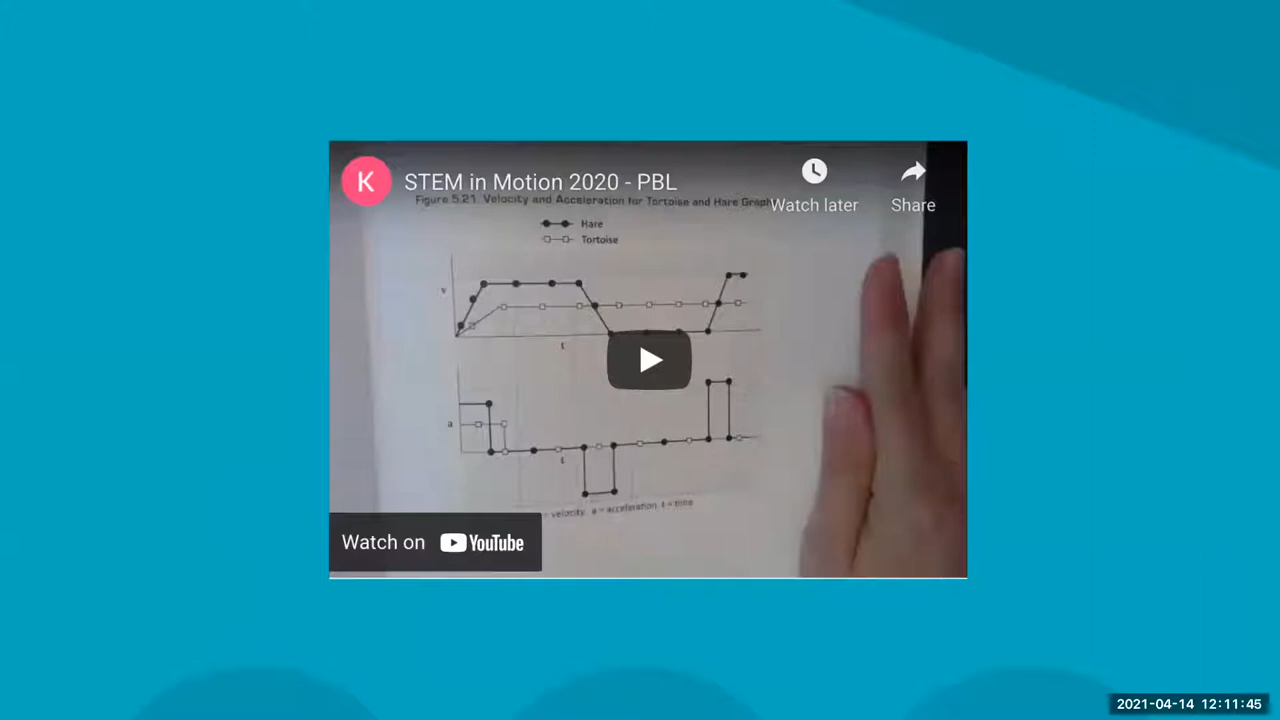 K
STEM in Motion 2020 - PBL
Watch later
Share
Figure 5.21 Velocity and Acceleration for Tortoise and Hare Graph
Hare
Tortoise
v
t
a
t
= velocity, a = acceleration, t = time
Watch on YouTube
2021-04-14 12:11:45